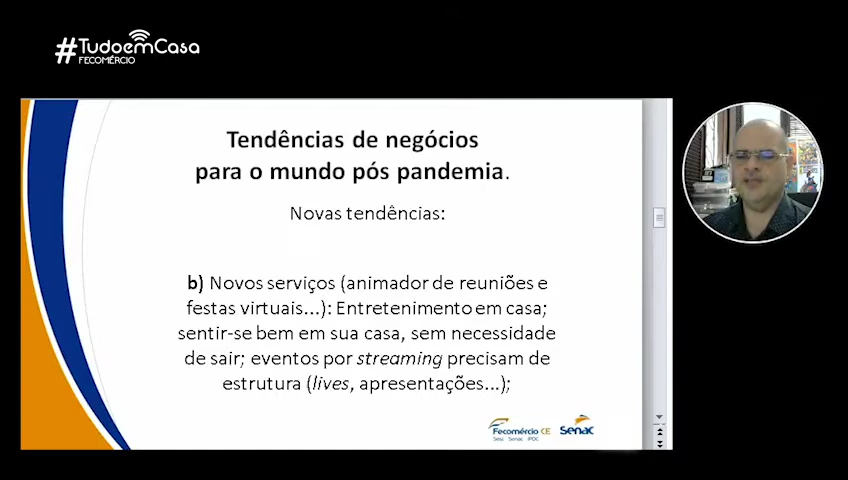 #TudoemCasa
FECOMÉRCIO
Tendências de negócios
para o mundo pós pandemia.
Novas tendências:
b) Novos serviços (animador de reuniões e
festas virtuais...): Entretenimento em casa;
sentir-se bem em sua casa, sem necessidade
de sair; eventos por streaming precisam de
estrutura (lives, apresentações...);
Fecomércio CE
Sesc Senac IPDC
Senac